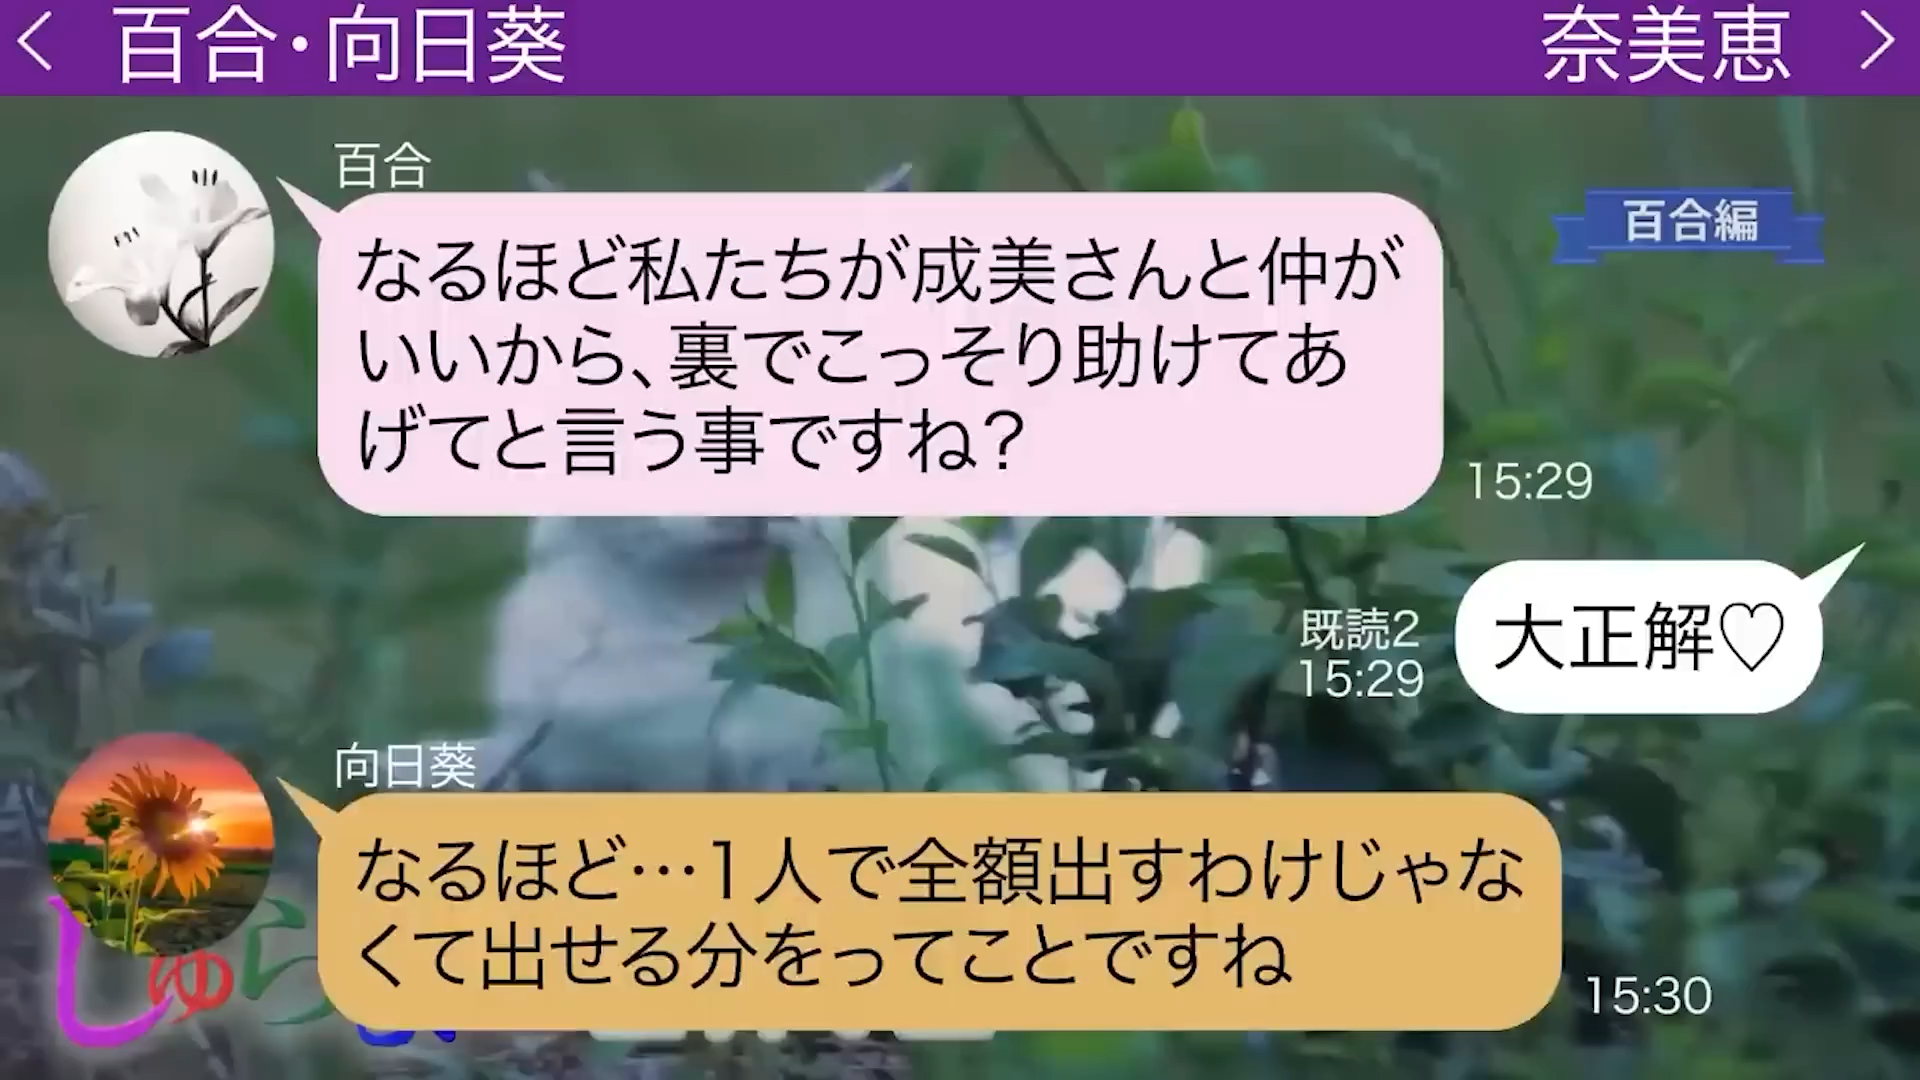 百合・向日葵
奈美恵
百合
百合編
なるほど私たちが成美さんと仲が
いいから、裏でこっそり助けてあ
げてと言う事ですね?
15:29
大正解♡
既読2
15:29
向日葵
なるほど…1人で全額出すわけじゃな
くて出せる分をってことですね
15:30
しゅら